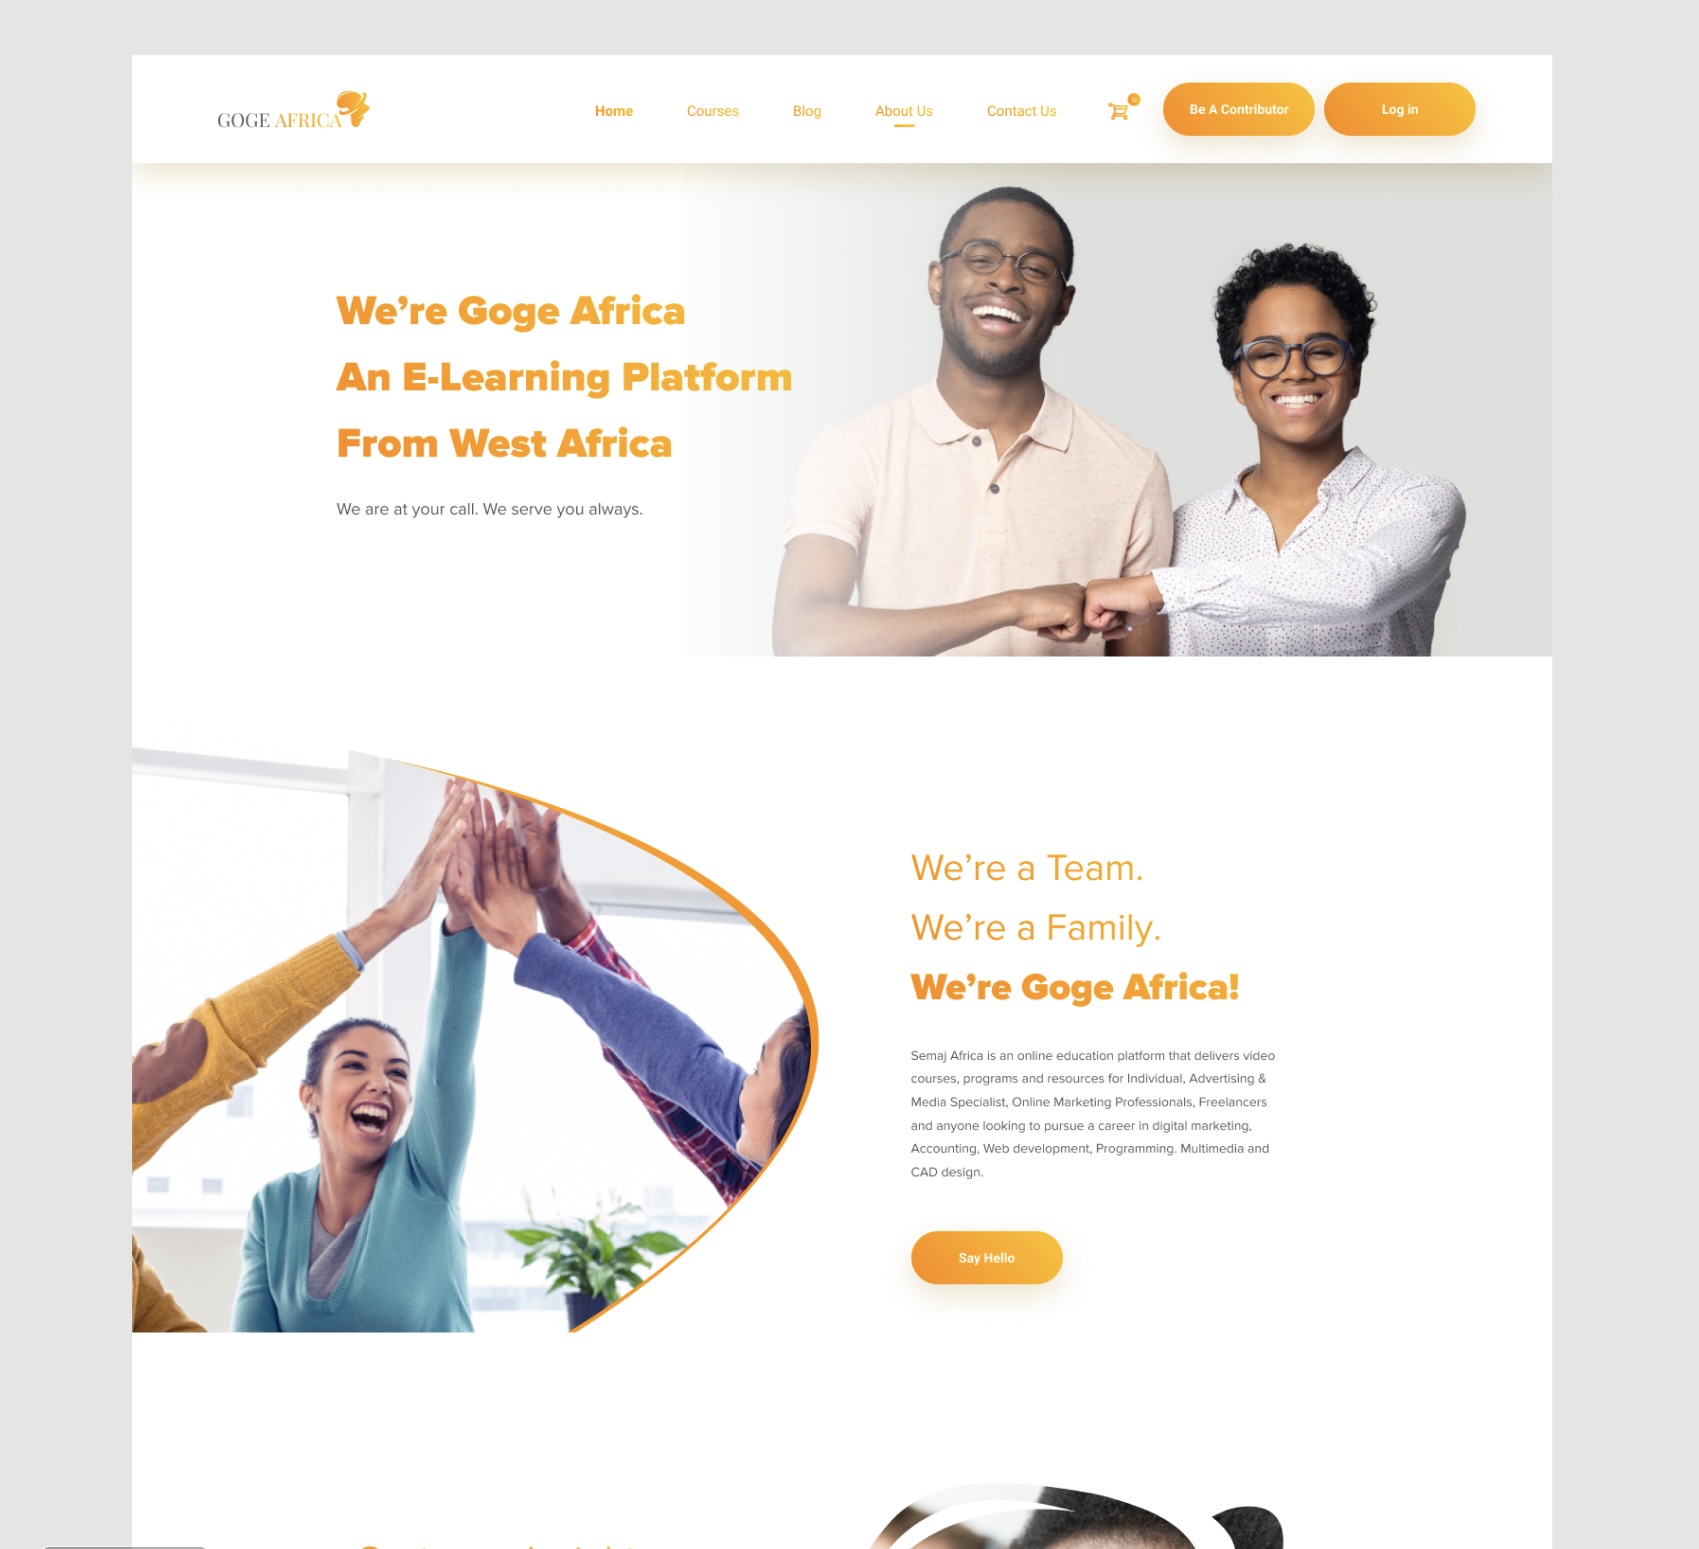 GOGE AFRICA
Home
Courses
Blog
About Us
Contact Us
Be A Contributor
Log in
We're Goge Africa
An E-Learning Platform
From West Africa
We are at your call. We serve you always.
We're a Team.
We're a Family.
We're Goge Africa!
Semaj Africa is an online education platform that delivers video
courses, programs and resources for Individual, Advertising &
Media Specialist, Online Marketing Professionals, Freelancers
and anyone looking to pursue a career in digital marketing,
Accounting, Web development, Programming. Multimedia and
CAD design.
Say Hello